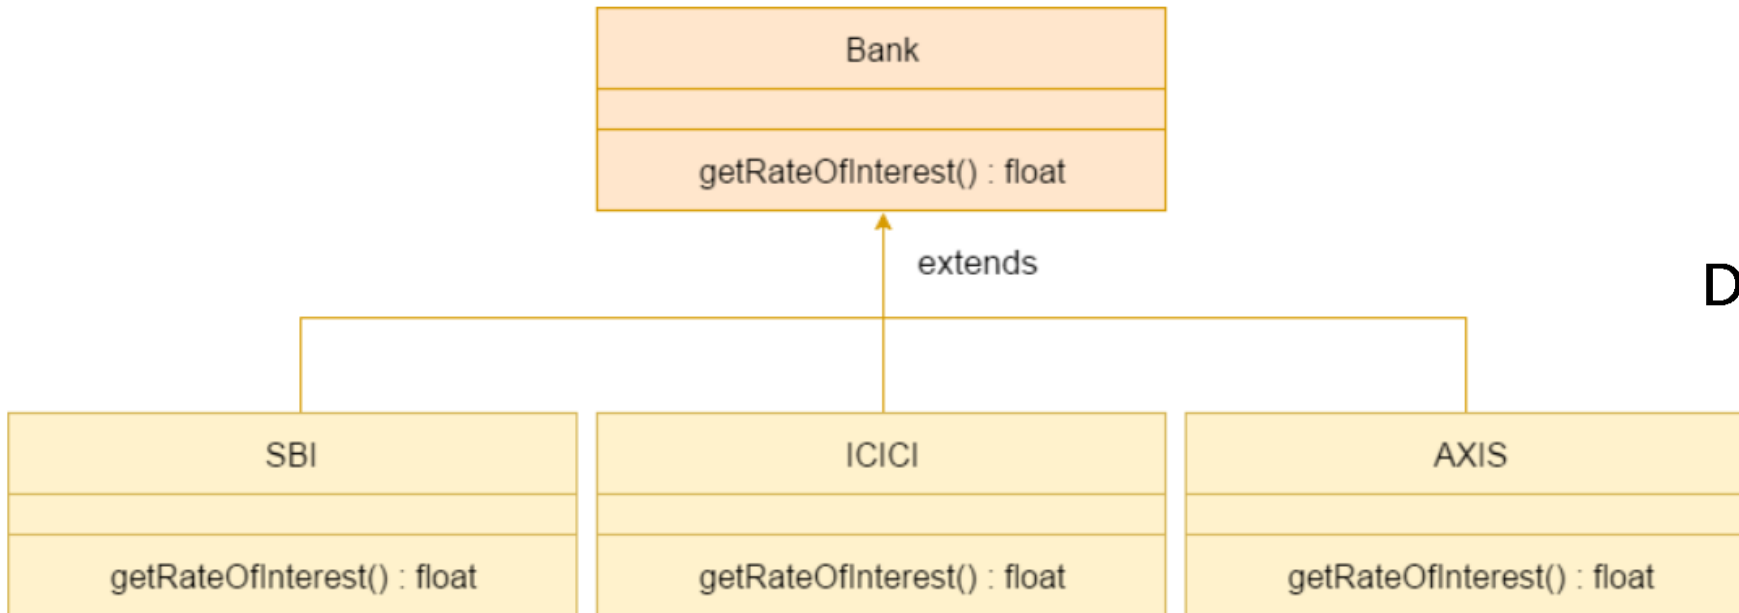 Bank
getRateOfInterest() : float
extends
D
SBI
ICICI
AXIS
getRateOfInterest() : float
getRateOfInterest() : float
getRateOfInterest() : float